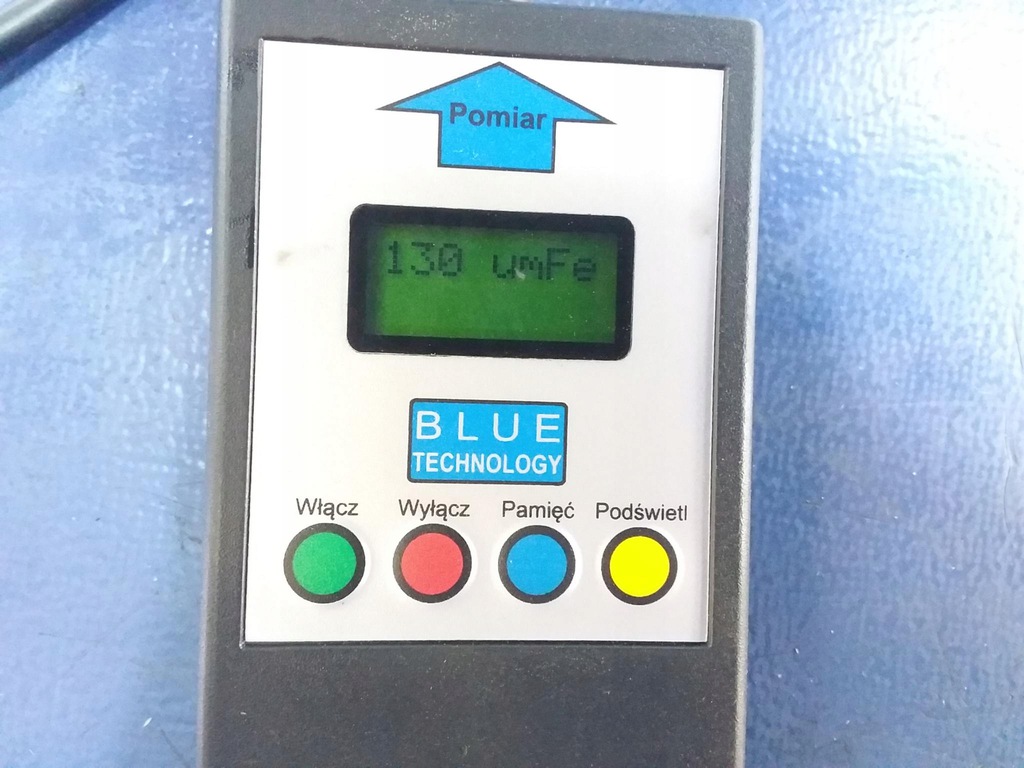 Pomiar
130 umFe
BLUE
TECHNOLOGY
Włącz Wyłącz Pamięć Podświetl